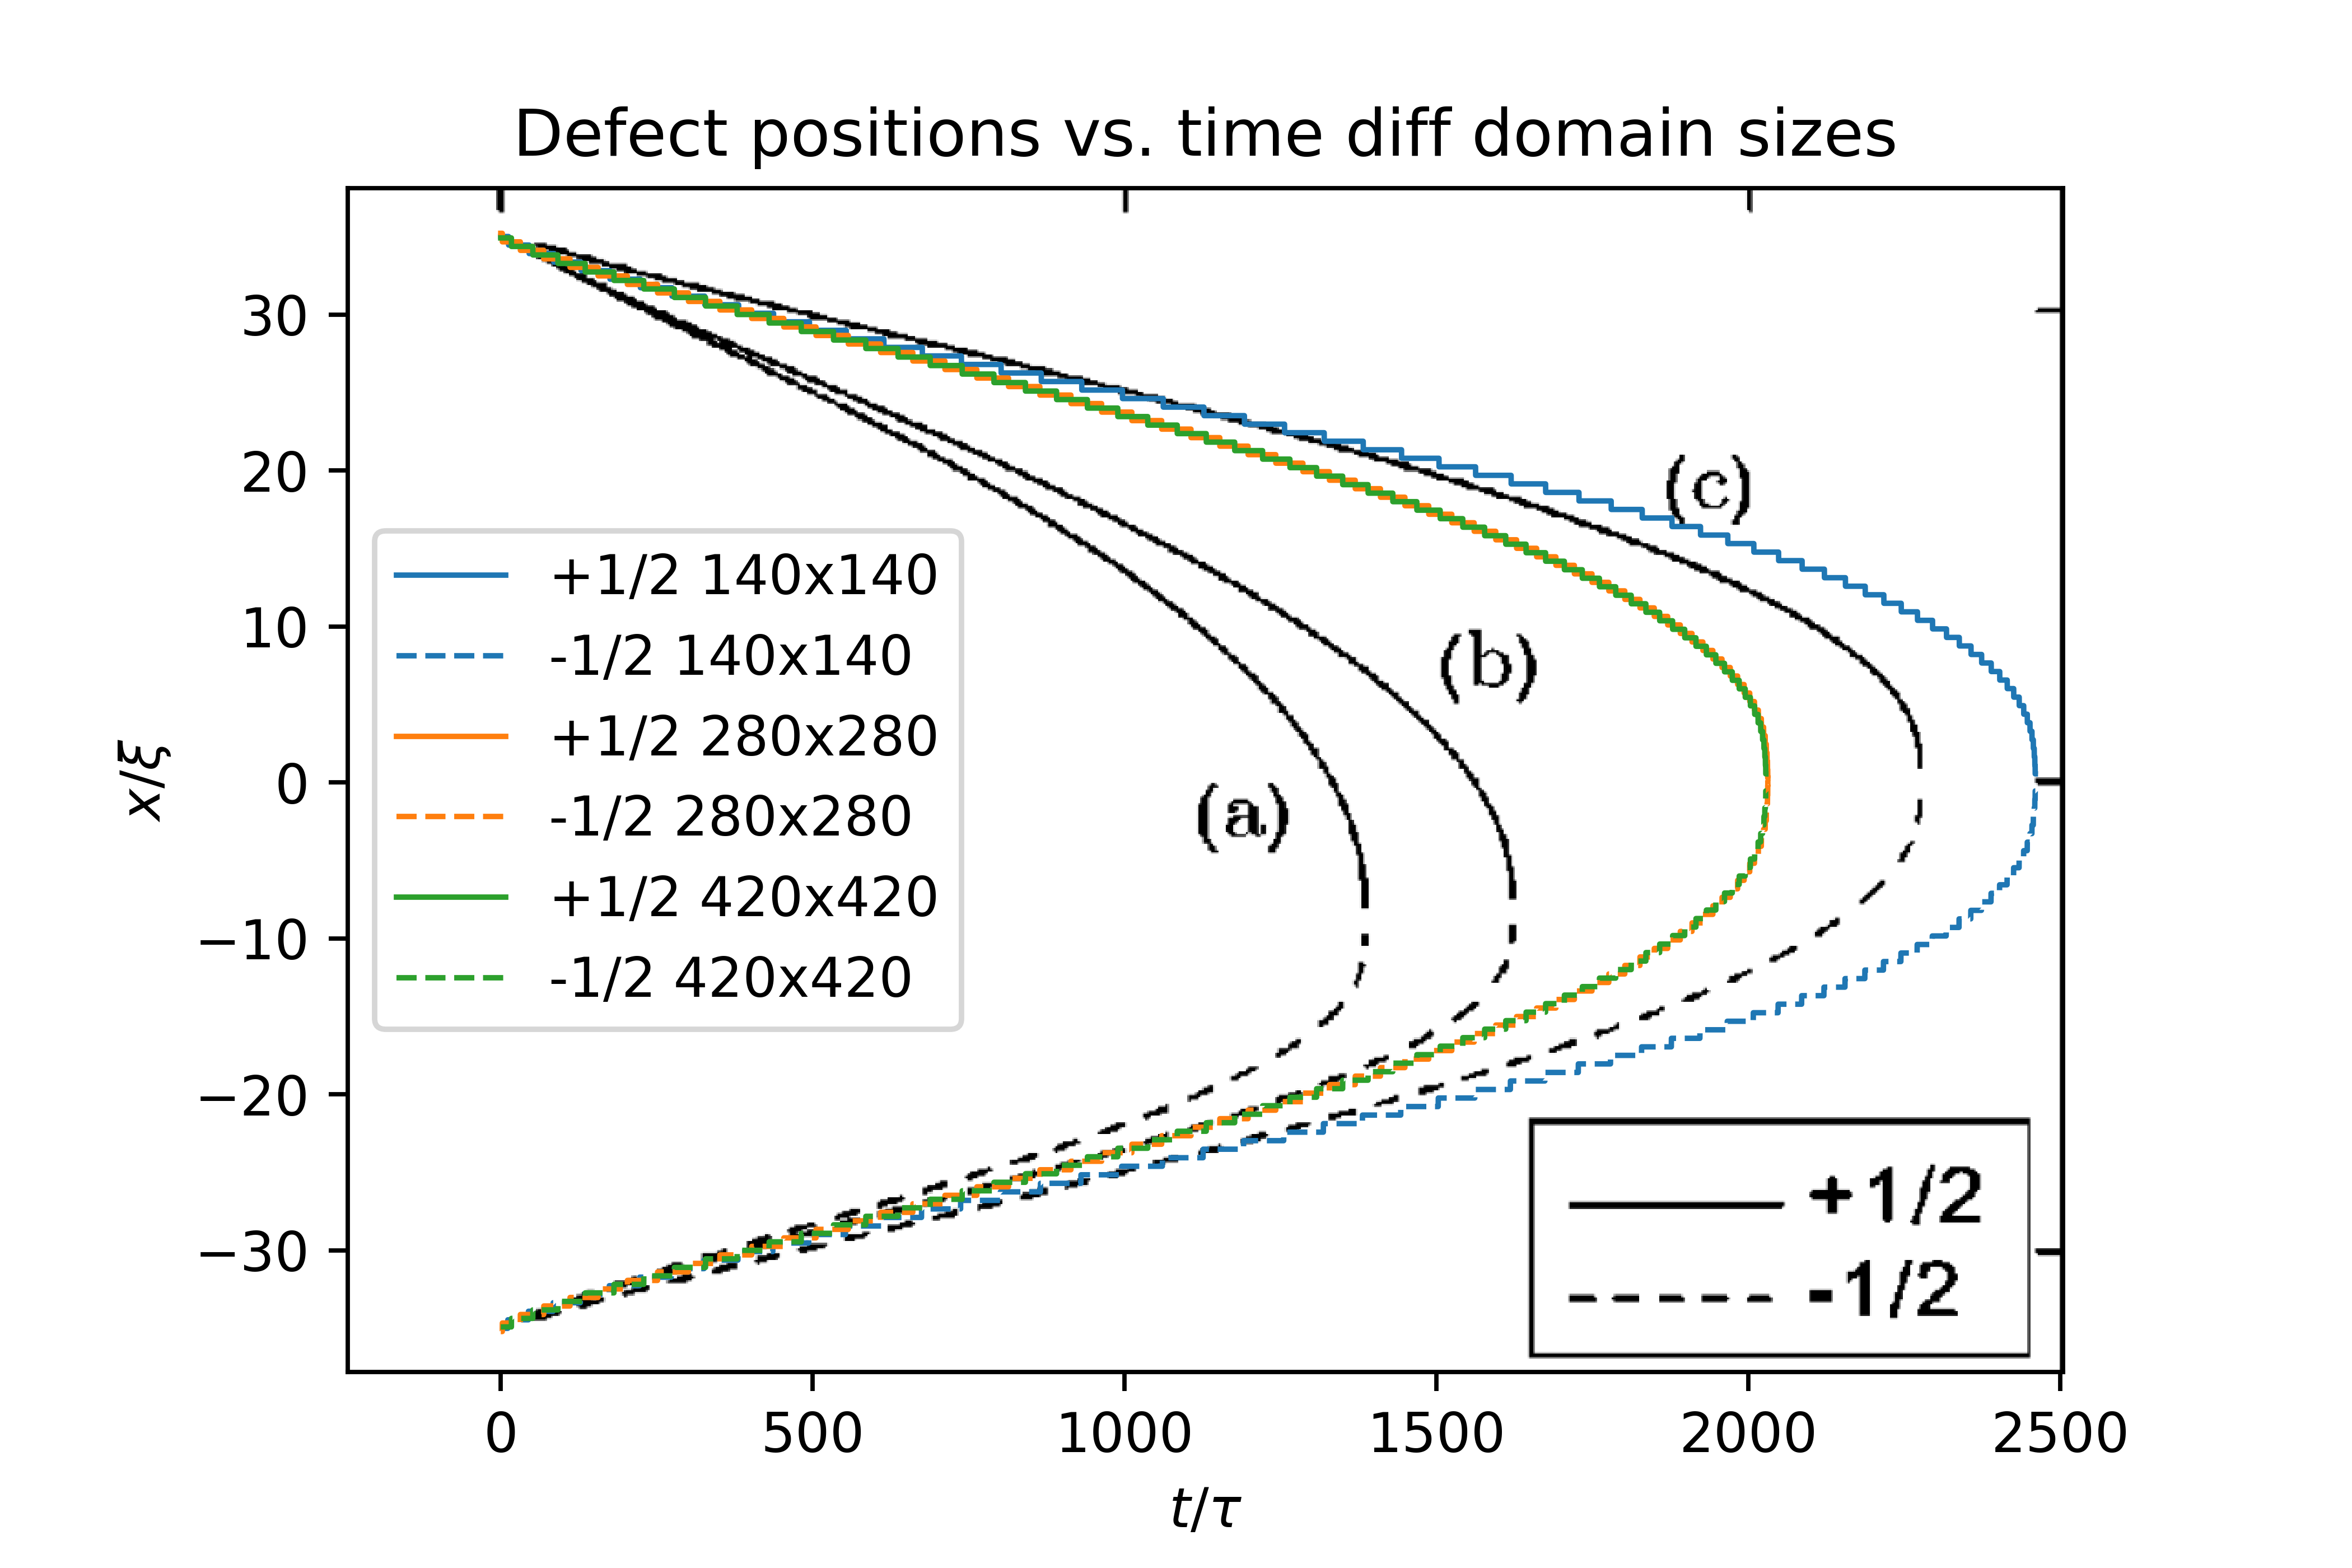 Defect positions vs. time diff domain sizes
30
20
10
0
−10
−20
−30
x/ξ
+1/2 140x140
-1/2 140x140
+1/2 280x280
-1/2 280x280
+1/2 420x420
-1/2 420x420
(a)
(b)
(c)
+1/2
-1/2
0 500 1000 1500 2000 2500
t/τ